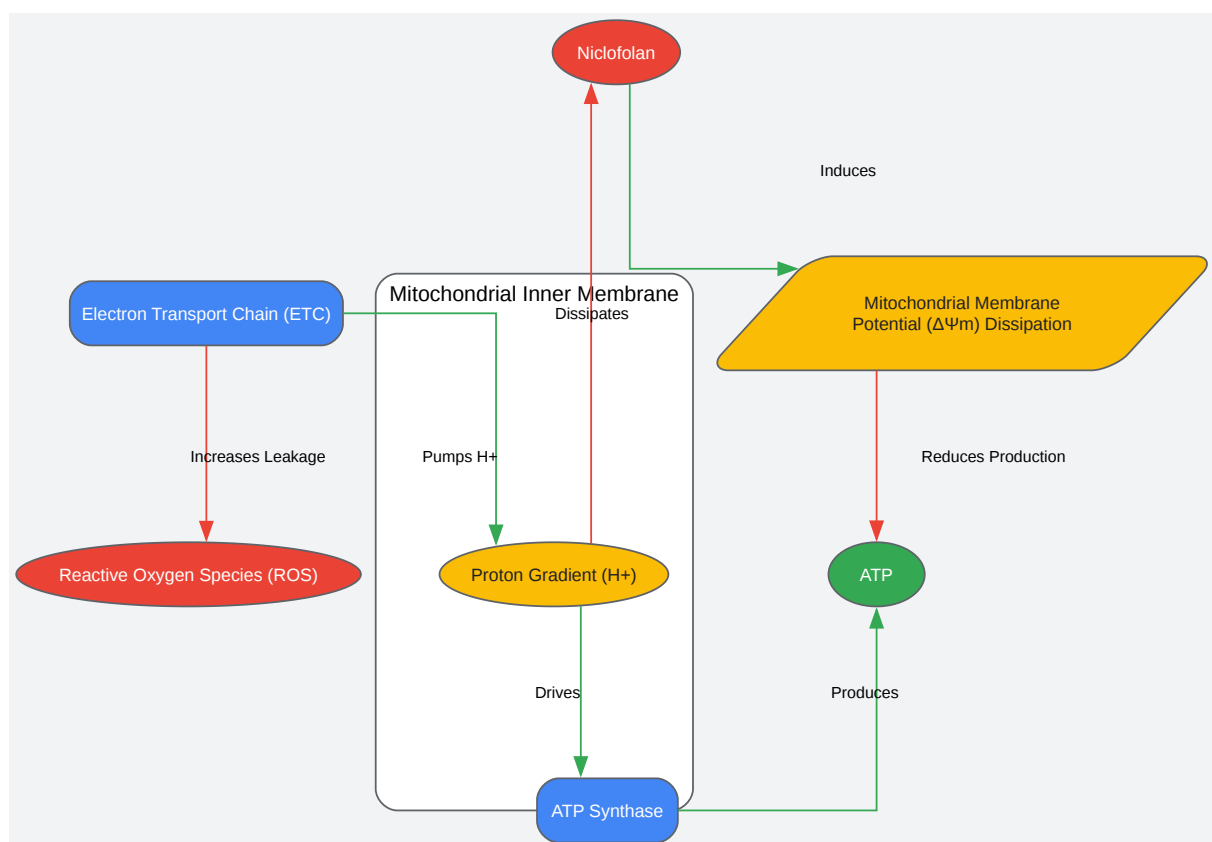 Niclofolan
Induces
Mitochondrial Inner Membrane
Dissipates
Electron Transport Chain (ETC)
Mitochondrial Membrane
Potential (ΔΨm) Dissipation
Increases Leakage
Pumps H+
Reduces Production
Reactive Oxygen Species (ROS)
Proton Gradient (H+)
ATP
Drives
Produces
ATP Synthase